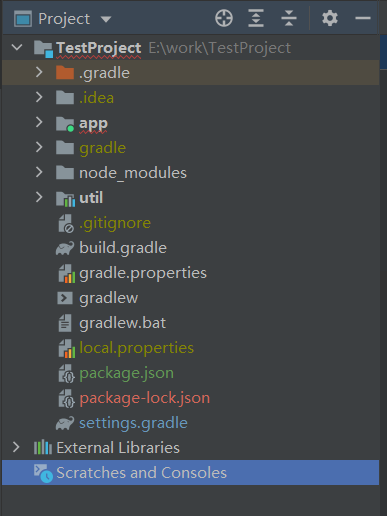 Project
TestProject E:\work\TestProject
.gradle
.idea
app
gradle
node_modules
util
.gitignore
build.gradle
gradle.properties
gradlew
gradlew.bat
local.properties
package.json
package-lock.json
settings.gradle
External Libraries
Scratches and Consoles